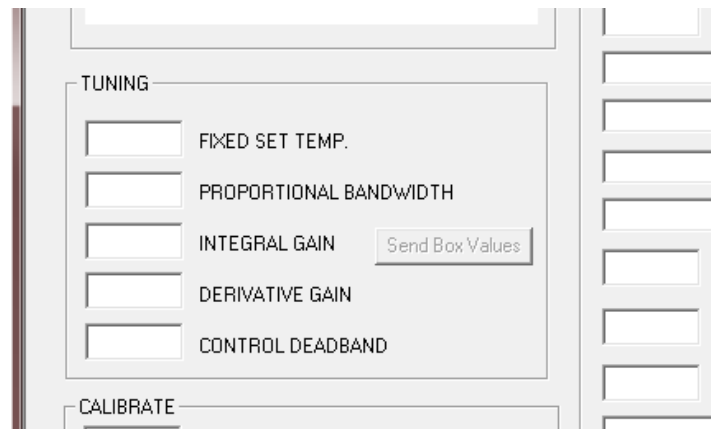 TUNING
FIXED SET TEMP.
PROPORTIONAL BANDWIDTH
INTEGRAL GAIN
Send Box Values
DERIVATIVE GAIN
CONTROL DEADBAND
CALIBRATE